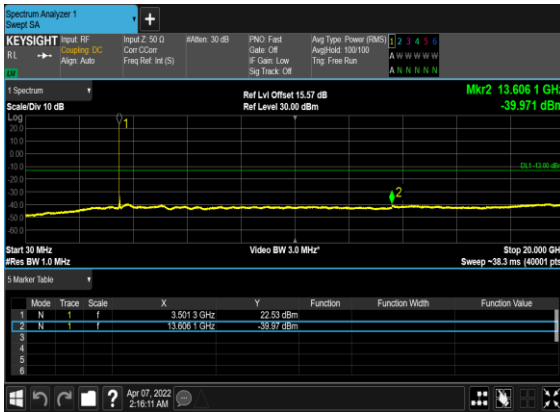 Spectrum Analyzer 1
Swept SA
+
KEYSIGHT
RL
LXI
Input: RF
Coupling: DC
Align: Auto
Input Z: 50 Ω
Corr CCorr
Freq Ref: Int (S)
#Atten: 30 dB
PNO: Fast
Gate: Off
IF Gain: Low
Sig Track: Off
Avg Type: Power (RMS)
Avg|Hold: 100/100
Trig: Free Run
1 2 3 4 5 6
A W W W W W
A N N N N N
1 Spectrum
Scale/Div 10 dB
Ref Lvl Offset 15.57 dB
Ref Level 30.00 dBm
Mkr2 13.606 1 GHz
-39.971 dBm
Log
20.0
10.0
0.00
-10.0
-20.0
-30.0
-40.0
-50.0
-60.0
1
DL1 -13.00 dBm
2
Start 30 MHz
Video BW 3.0 MHz*
Stop 20.000 GHz
#Res BW 1.0 MHz
Sweep ~38.3 ms (40001 pts)
5 Marker Table
Mode Trace Scale X Y Function Function Width Function Value
1 N 1 f 3.501 3 GHz 22.53 dBm
2 N 1 f 13.606 1 GHz -39.97 dBm
3
4
5
6
?
Apr 07, 2022
2:16:11 AM